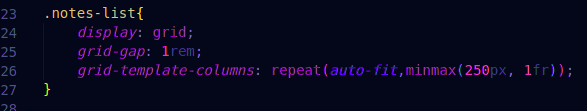 23 .notes-list{
24 display: grid;
25 grid-gap: 1rem;
26 grid-template-columns: repeat(auto-fit,minmax(250px, 1fr));
27 }
28